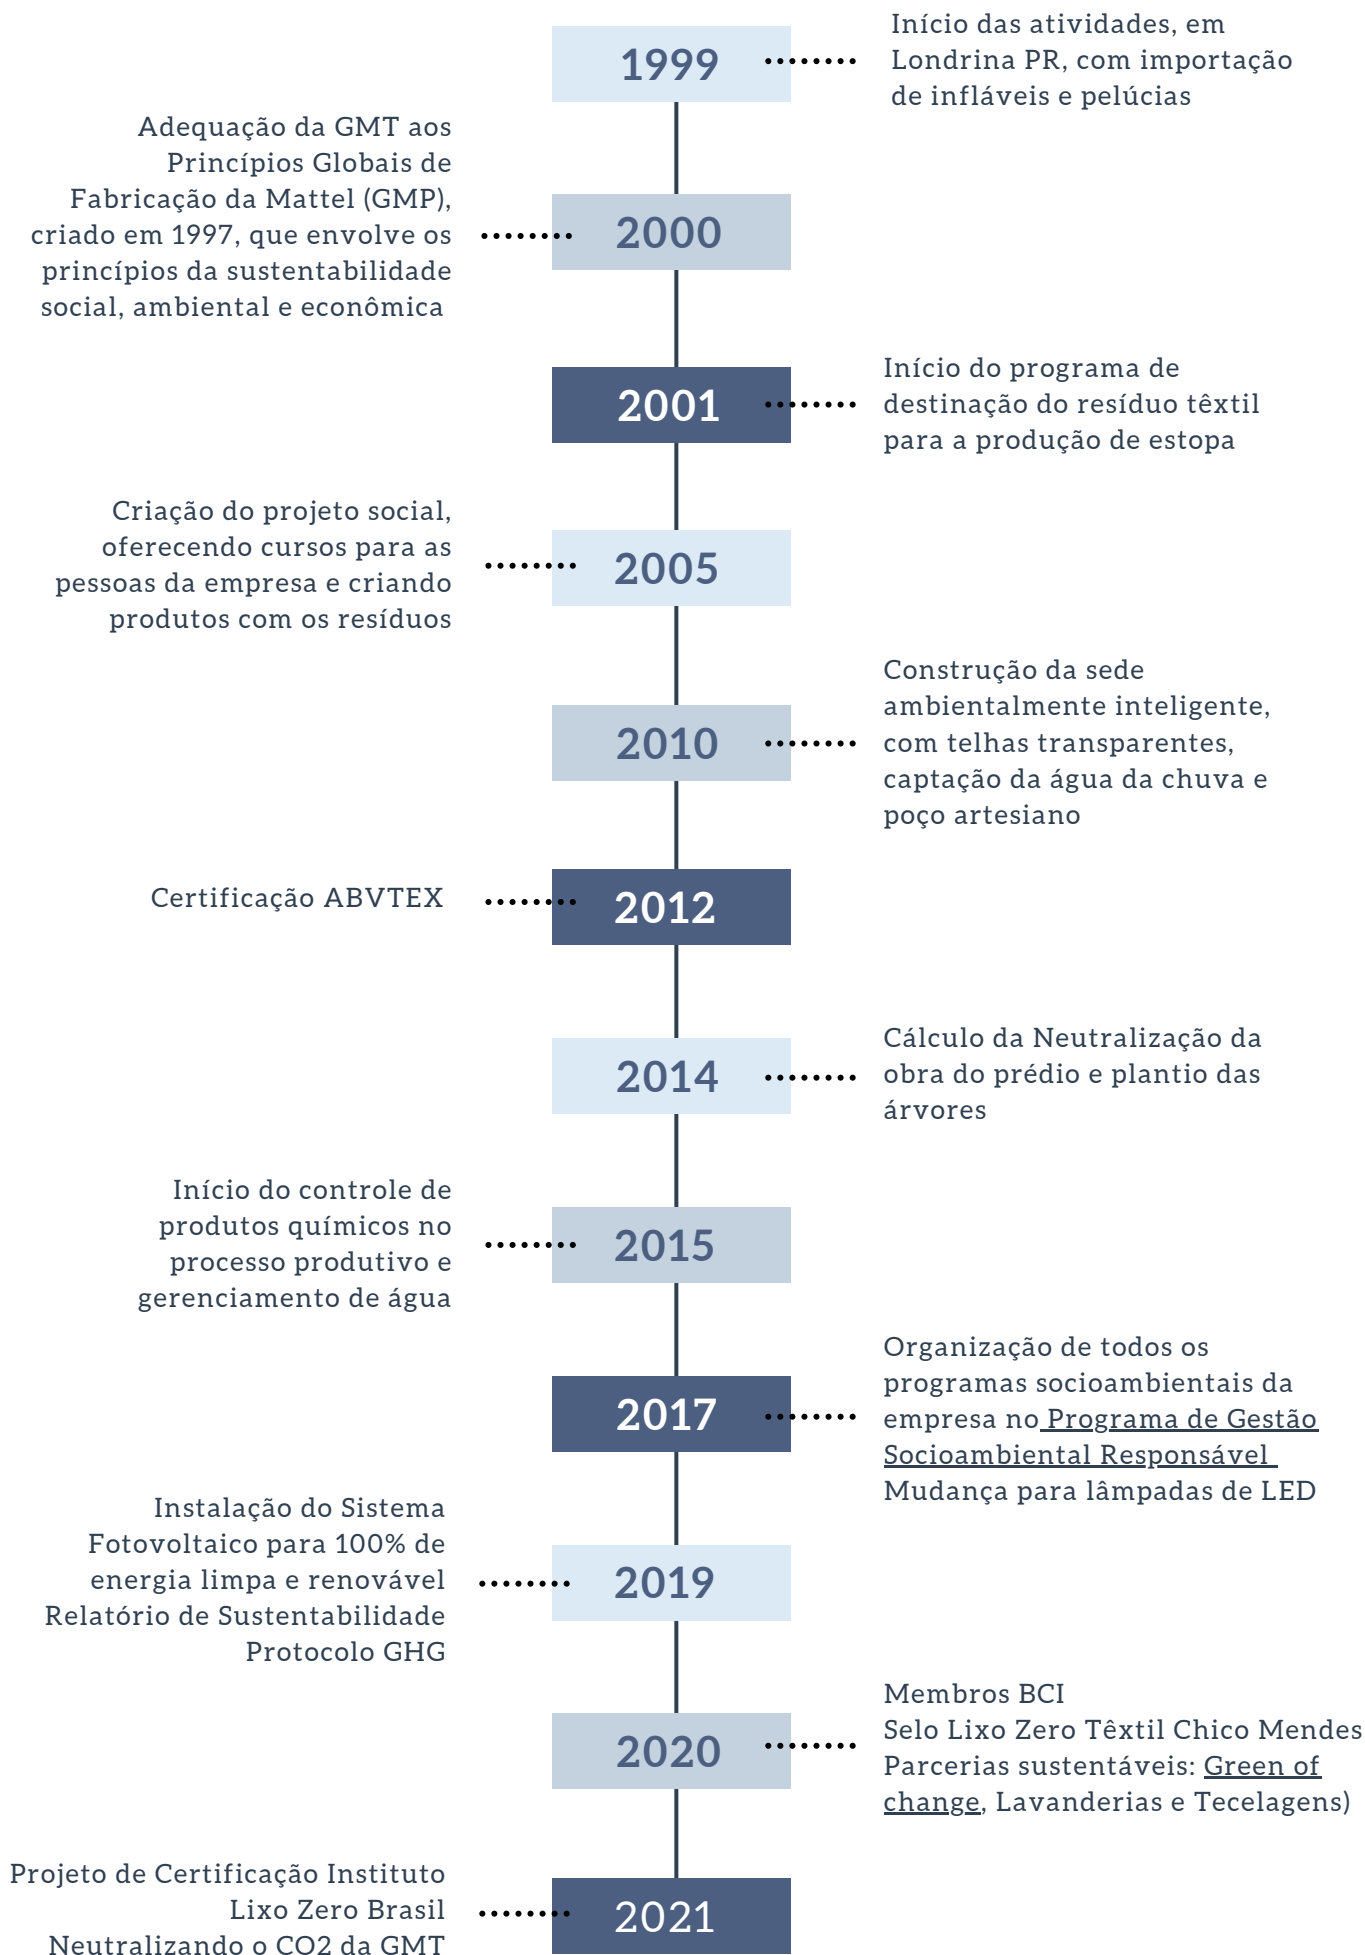 1999
Início das atividades, em
Londrina PR, com importação
de infláveis e pelúcias
Adequação da GMT aos
Princípios Globais de
Fabricação da Mattel (GMP),
criado em 1997, que envolve os
princípios da sustentabilidade
social, ambiental e econômica
2000
2001
Início do programa de
destinação do resíduo têxtil
para a produção de estopa
Criação do projeto social,
oferecendo cursos para as
pessoas da empresa e criando
produtos com os resíduos
2005
2010
Construção da sede
ambientalmente inteligente,
com telhas transparentes,
captação da água da chuva e
poço artesiano
Certificação ABVTEX
2012
2014
Cálculo da Neutralização da
obra do prédio e plantio das
árvores
Início do controle de
produtos químicos no
processo produtivo e
gerenciamento de água
2015
2017
Organização de todos os
programas socioambientais da
empresa no Programa de Gestão
Socioambiental Responsável
Mudança para lâmpadas de LED
Instalação do Sistema
Fotovoltaico para 100% de
energia limpa e renovável
Relatório de Sustentabilidade
Protocolo GHG
2019
2020
Membros BCI
Selo Lixo Zero Têxtil Chico Mendes
Parcerias sustentáveis: Green of
change, Lavanderias e Tecelagens)
Projeto de Certificação Instituto
Lixo Zero Brasil
Neutralizando o CO2 da GMT
2021